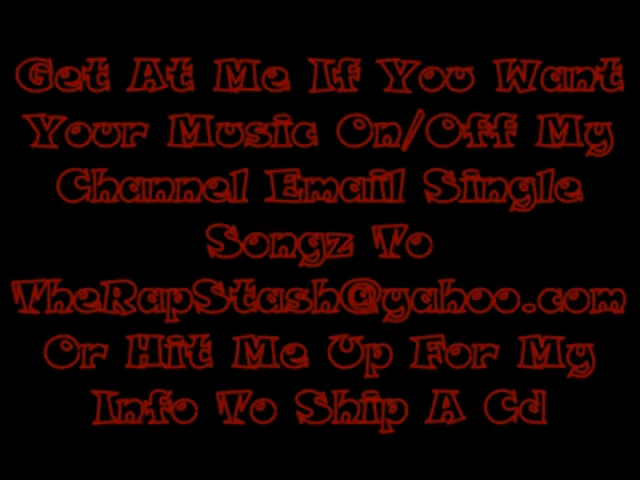 Get At Me If You Want
Your Music On/Off My
Channel Email Single
Songz To
TheRapStash@yahoo.com
Or Hit Me Up For My
Info To Ship A Cd